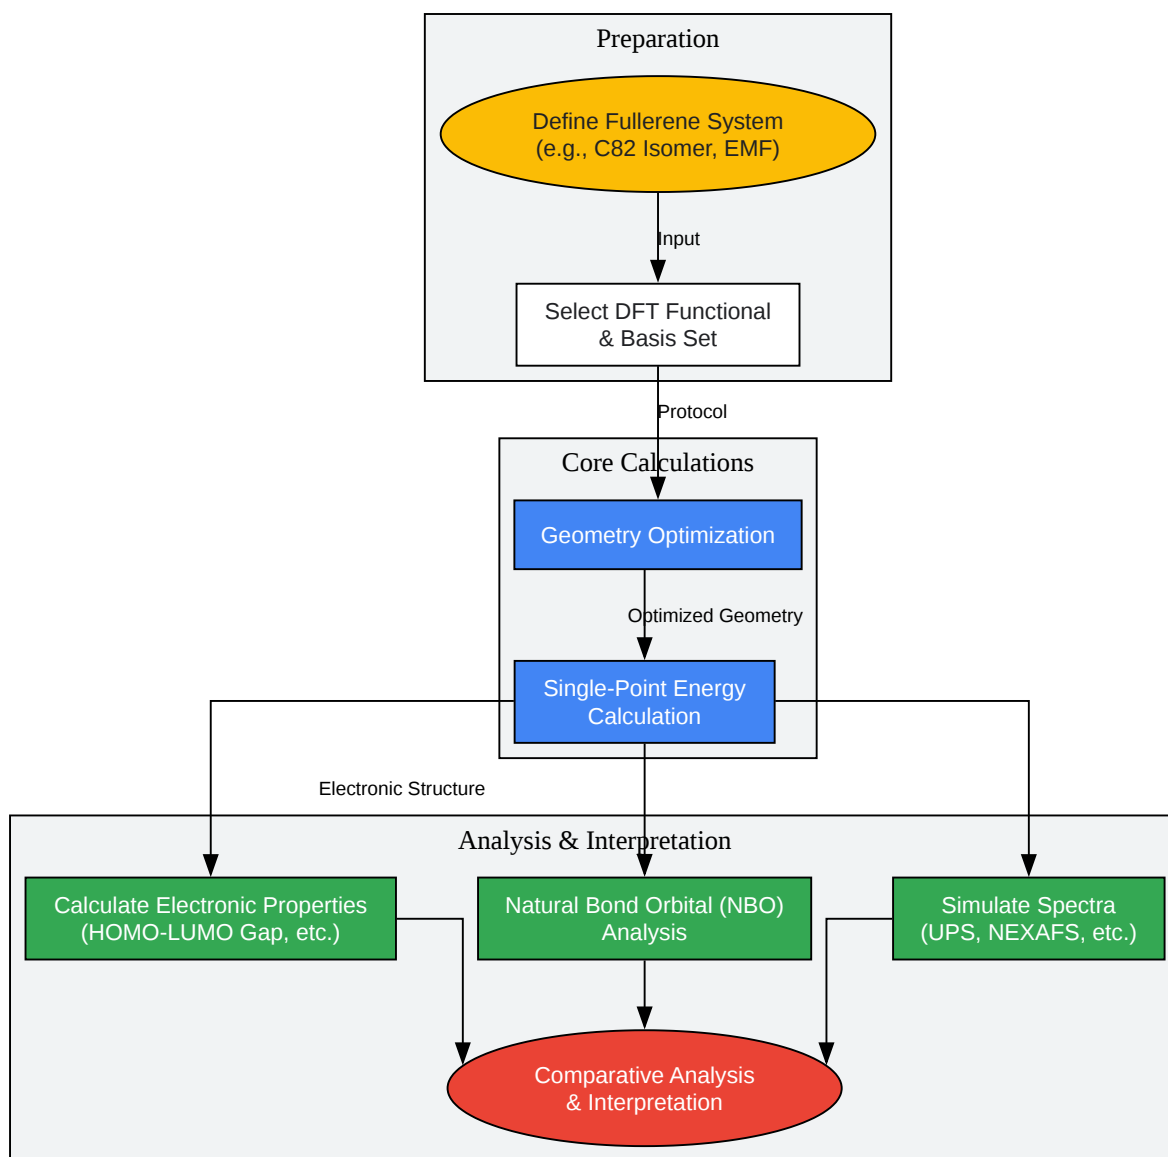 Preparation
Define Fullerene System
(e.g., C82 Isomer, EMF)
Input
Select DFT Functional
& Basis Set
Protocol
Core Calculations
Geometry Optimization
Optimized Geometry
Single-Point Energy
Calculation
Electronic Structure
Analysis & Interpretation
Calculate Electronic Properties
(HOMO-LUMO Gap, etc.)
Natural Bond Orbital (NBO)
Analysis
Simulate Spectra
(UPS, NEXAFS, etc.)
Comparative Analysis
& Interpretation